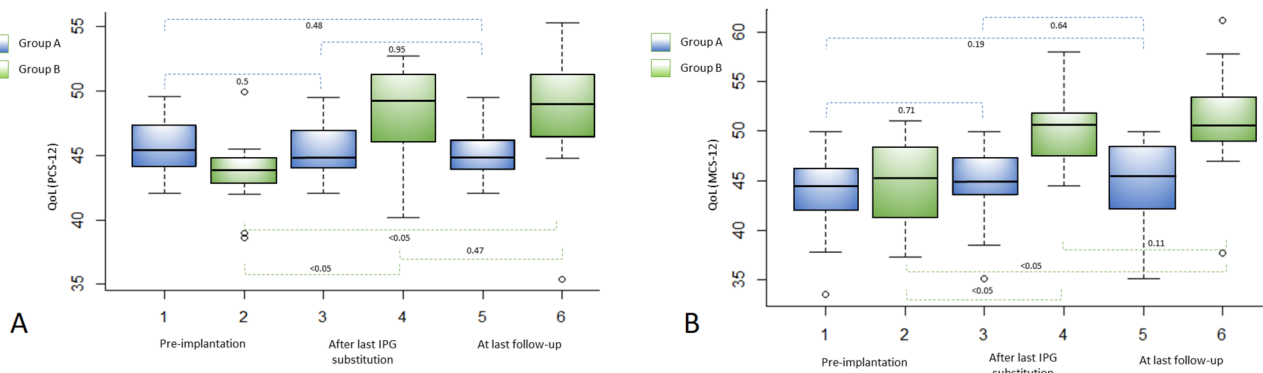 Group A
Group B
QoL (PCS-12)
55
50
45
40
35
0.48
0.95
0.5
<0.05
0.47
<0.05
1 2 3 4 5 6
Pre-implantation
After last IPG
substitution
At last follow-up
A
Group A
Group B
QoL (MCS-12)
60
55
50
45
40
35
0.64
0.19
0.71
0.11
<0.05
<0.05
1 2 3 4 5 6
Pre-implantation
After last IPG
substitution
At last follow-up
B